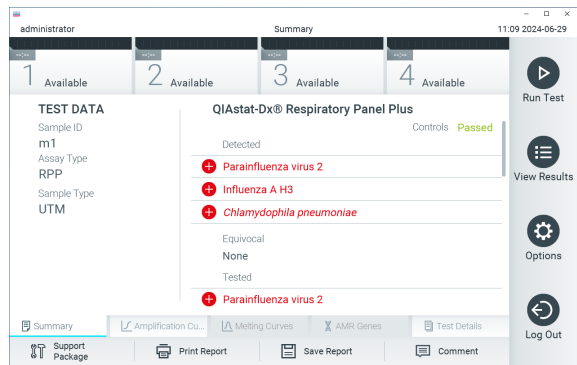 administrator
Summary
11:09 2024-06-29
--:--
1 Available
--:--
2 Available
--:--
3 Available
--:--
4 Available
Run Test
View Results
Options
Log Out
TEST DATA
Sample ID
m1
Assay Type
RPP
Sample Type
UTM
QIAstat-Dx® Respiratory Panel Plus
Controls Passed
Detected
Parainfluenza virus 2
Influenza A H3
Chlamydophila pneumoniae
Equivocal
None
Tested
Parainfluenza virus 2
Summary
Amplification Cu...
Melting Curves
AMR Genes
Test Details
Support
Package
Print Report
Save Report
Comment